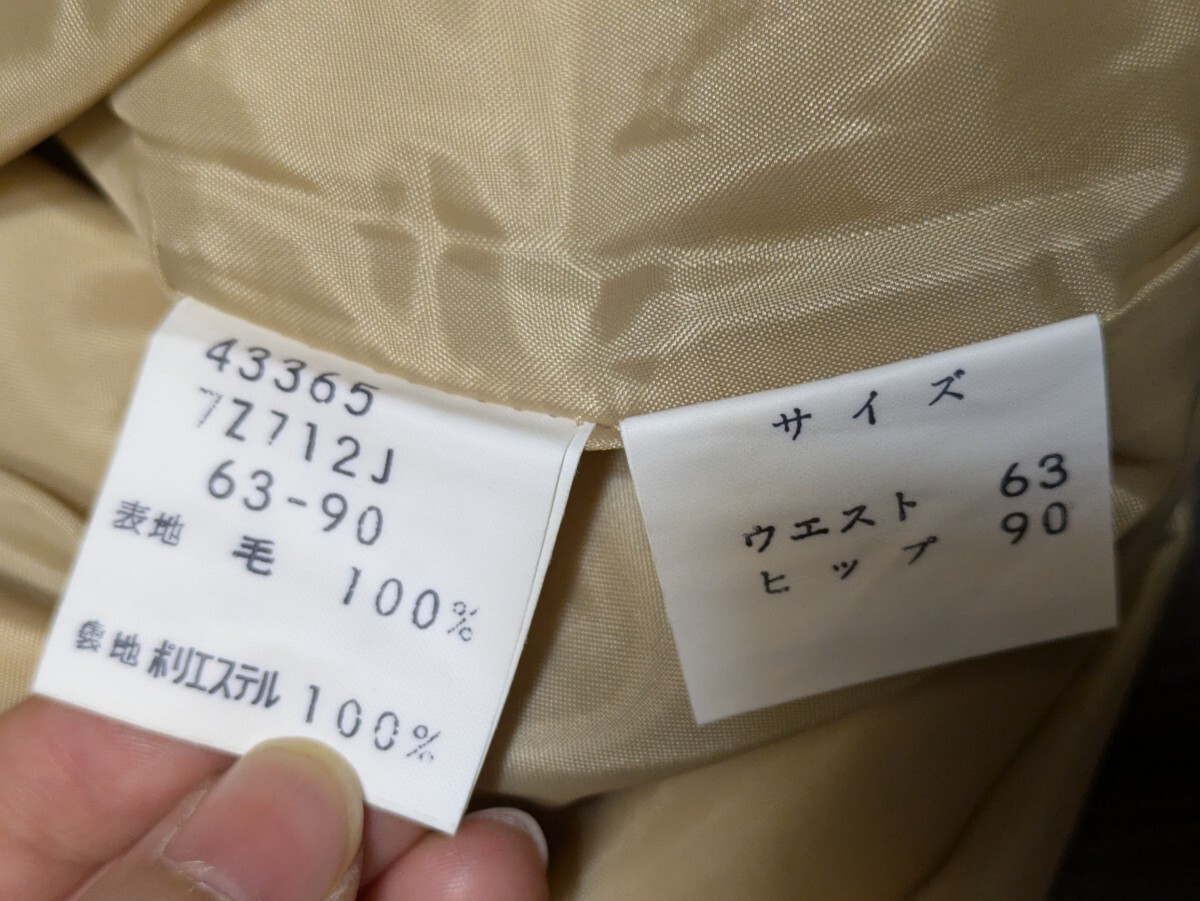 43365
7Z712J
63-90
表地 毛 100%
裏地 ポリエステル 100%
サイズ
ウエスト 63
ヒップ 90